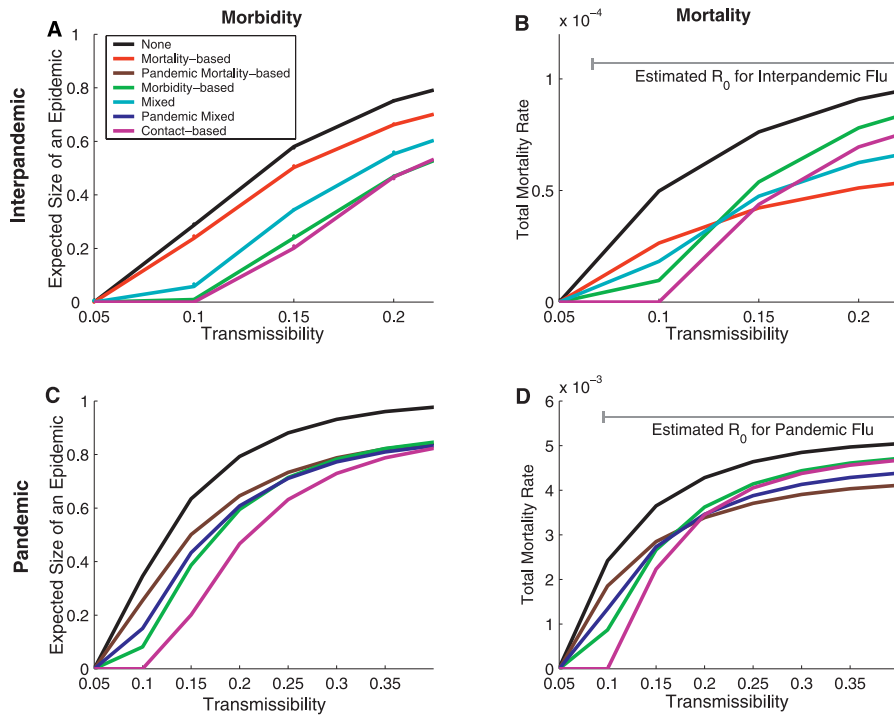 Morbidity
Mortality
Interpandemic
Pandemic
A
Expected Size of an Epidemic
1
0.8
0.6
0.4
0.2
0
0.05
0.1
0.15
0.2
Transmissibility
None
Mortality–based
Pandemic Mortality–based
Morbidity–based
Mixed
Pandemic Mixed
Contact–based
B
x 10⁻⁴
Total Mortality Rate
1
0.5
0
Estimated R₀ for Interpandemic Flu
0.05
0.1
0.15
0.2
Transmissibility
C
Expected Size of an Epidemic
1
0.8
0.6
0.4
0.2
0
0.05
0.1
0.15
0.2
0.25
0.3
0.35
Transmissibility
D
x 10⁻³
Total Mortality Rate
6
5
4
3
2
1
0
Estimated R₀ for Pandemic Flu
0.05
0.1
0.15
0.2
0.25
0.3
0.35
Transmissibility